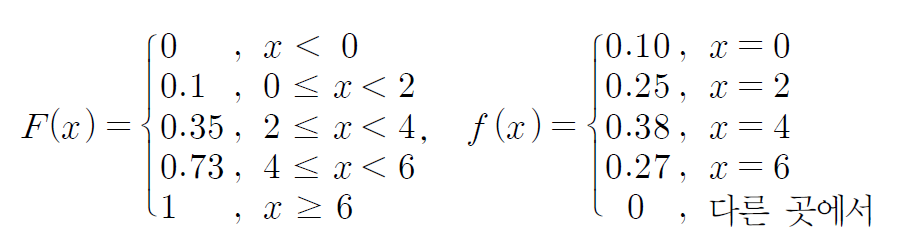 0 , x < 0
0.1 , 0 ≤ x < 2
F(x) = { 0.35 , 2 ≤ x < 4 ,
0.73 , 4 ≤ x < 6
1 , x ≥ 6
0.10 , x = 0
0.25 , x = 2
f(x) = { 0.38 , x = 4
0.27 , x = 6
0 , 다른 곳에서